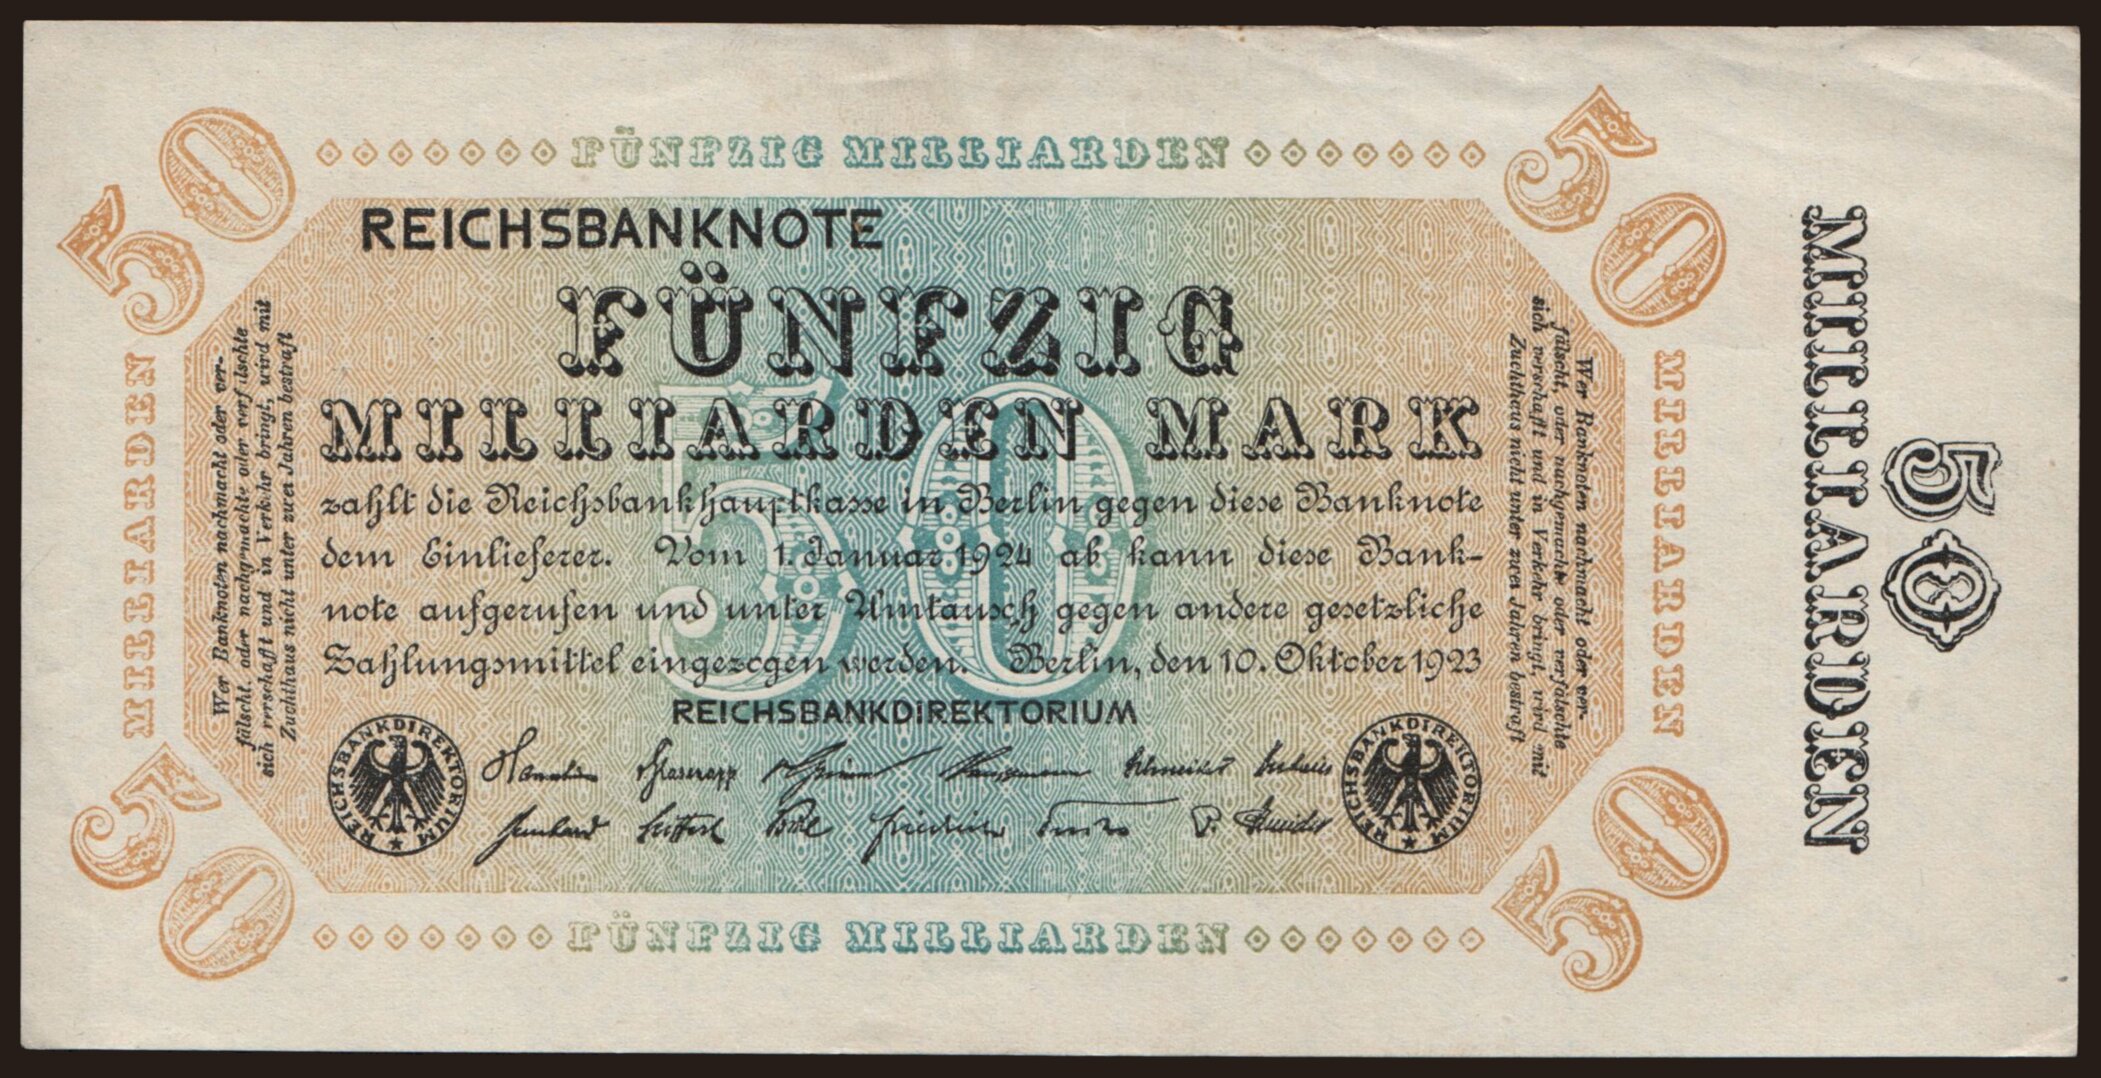 FÜNFZIG MILLIARDEN
50
50
REICHSBANKNOTE
FÜNFZIG
MILLIARDEN MARK
zahlt die Reichsbankhauptkasse in Berlin gegen diese Banknote
dem Einlieferer. Vom 1. Januar 1924 ab kann diese Bank-
note aufgerufen und unter Umtausch gegen andere gesetzliche
Zahlungsmittel eingezogen werden. Berlin, den 10. Oktober 1923
REICHSBANKDIREKTORIUM
50
MILLIARDEN
Wer Banknoten nachmacht oder ver-
fälscht, oder nachgemachte oder verfälschte
sich verschafft und in Verkehr bringt, wird mit
Zuchthaus nicht unter zwei Jahren bestraft
Wer Banknoten nachmacht oder ver-
fälscht, oder nachgemachte oder verfälschte
sich verschafft und in Verkehr bringt, wird mit
Zuchthaus nicht unter zwei Jahren bestraft
MILLIARDEN
REICHSBANKDIREKTORIUM
REICHSBANKDIREKTORIUM
50
50
FÜNFZIG MILLIARDEN
50
MILLIARDEN